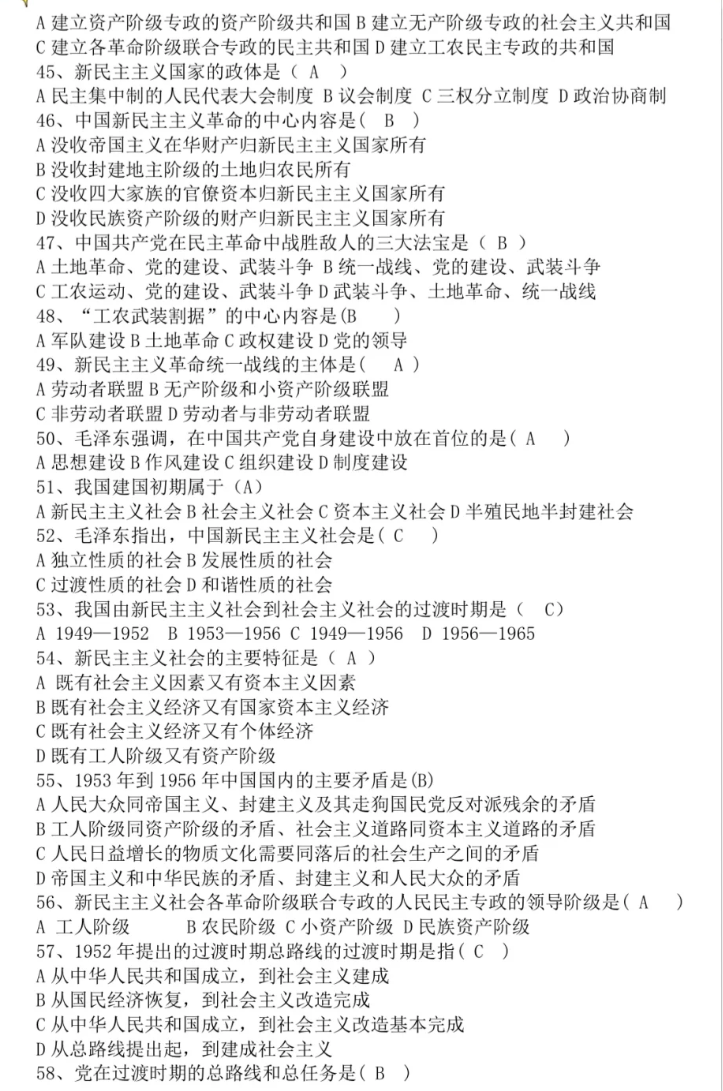 A 建立资产阶级专政的资产阶级共和国 B 建立无产阶级专政的社会主义共和国
C 建立各革命阶级联合专政的民主共和国 D 建立工农民主专政的共和国
45、新民主主义国家的政体是（ A ）
A 民主集中制的人民代表大会制度 B 议会制度 C 三权分立制度 D 政治协商制
46、中国新民主主义革命的中心内容是( B )
A 没收帝国主义在华财产归新民主主义国家所有
B 没收封建地主阶级的土地归农民所有
C 没收四大家族的官僚资本归新民主主义国家所有
D 没收民族资产阶级的财产归新民主主义国家所有
47、中国共产党在民主革命中战胜敌人的三大法宝是（ B ）
A 土地革命、党的建设、武装斗争 B 统一战线、党的建设、武装斗争
C 工农运动、党的建设、武装斗争 D 武装斗争、土地革命、统一战线
48、“工农武装割据”的中心内容是(B )
A 军队建设 B 土地革命 C 政权建设 D 党的领导
49、新民主主义革命统一战线的主体是( A )
A 劳动者联盟 B 无产阶级和小资产阶级联盟
C 非劳动者联盟 D 劳动者与非劳动者联盟
50、毛泽东强调，在中国共产党自身建设中放在首位的是( A )
A 思想建设 B 作风建设 C 组织建设 D 制度建设
51、我国建国初期属于（A）
A 新民主主义社会 B 社会主义社会 C 资本主义社会 D 半殖民地半封建社会
52、毛泽东指出，中国新民主主义社会是( C )
A 独立性质的社会 B 发展性质的社会
C 过渡性质的社会 D 和谐性质的社会
53、我国由新民主主义社会到社会主义社会的过渡时期是（ C）
A 1949—1952 B 1953—1956 C 1949—1956 D 1956—1965
54、新民主主义社会的主要特征是（ A ）
A 既有社会主义因素又有资本主义因素
B 既有社会主义经济又有国家资本主义经济
C 既有社会主义经济又有个体经济
D 既有工人阶级又有资产阶级
55、1953 年到 1956 年中国国内的主要矛盾是(B)
A 人民大众同帝国主义、封建主义及其走狗国民党反对派残余的矛盾
B 工人阶级同资产阶级的矛盾、社会主义道路同资本主义道路的矛盾
C 人民日益增长的物质文化需要同落后的社会生产之间的矛盾
D 帝国主义和中华民族的矛盾、封建主义和人民大众的矛盾
56、新民主主义社会各革命阶级联合专政的人民民主专政的领导阶级是( A )
A 工人阶级 B 农民阶级 C 小资产阶级 D 民族资产阶级
57、1952 年提出的过渡时期总路线的过渡时期是指( C )
A 从中华人民共和国成立，到社会主义建成
B 从国民经济恢复，到社会主义改造完成
C 从中华人民共和国成立，到社会主义改造基本完成
D 从总路线提出起，到建成社会主义
58、党在过渡时期的总路线和总任务是( B )